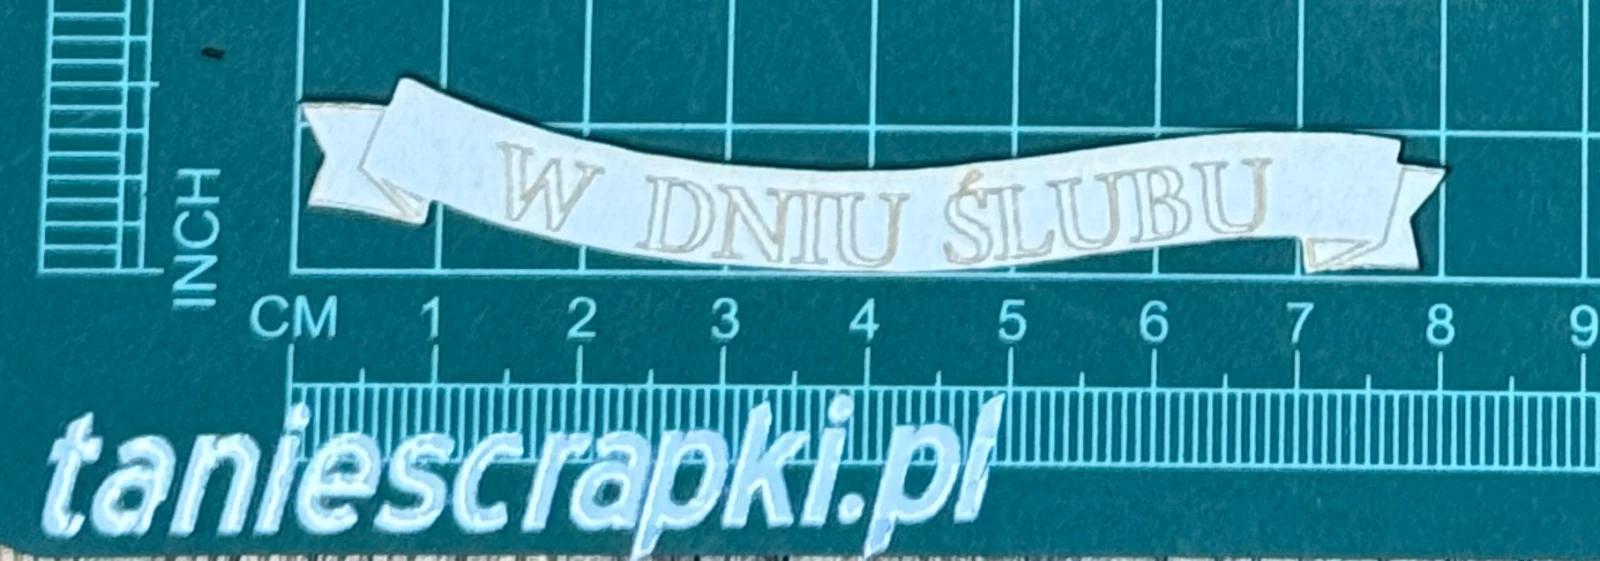 W DNIU ŚLUBU
INCH
CM 1 2 3 4 5 6 7 8 9
taniescrapki.pl